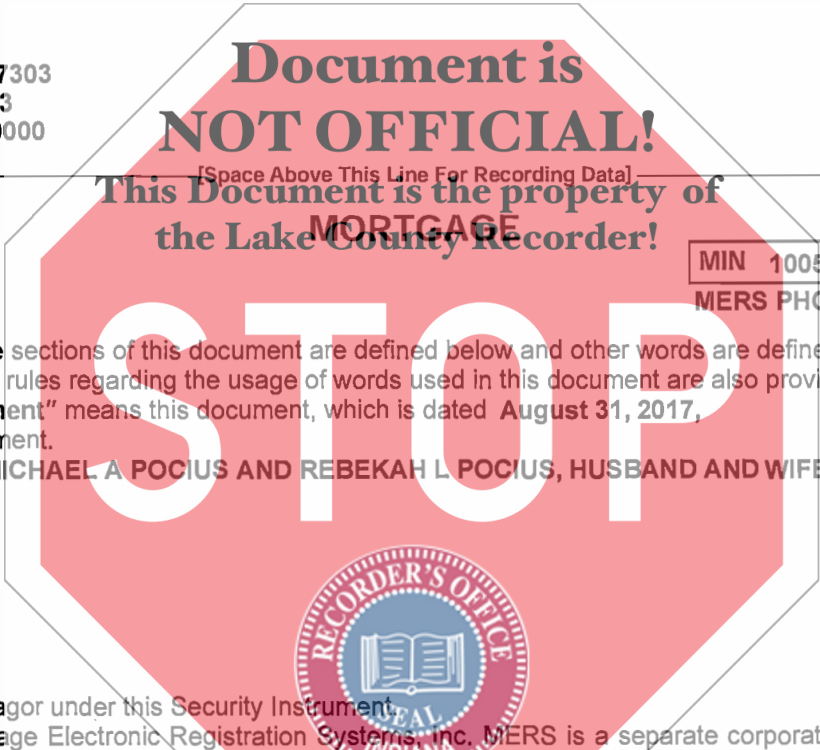 7303
3
000
Document is
NOT OFFICIAL!
[Space Above This Line For Recording Data]
This Document is the property of
MORTGAGE
the Lake County Recorder!
MIN 1005
MERS PHO
sections of this document are defined below and other words are define
rules regarding the usage of words used in this document are also provi
ent" means this document, which is dated August 31, 2017,
ment.
ICHAEL A POCIUS AND REBEKAH L POCIUS, HUSBAND AND WIFE
STOP
RECORDER'S OFFICE
SEAL
INDIANA
agor under this Security Instrument.
age Electronic Registration Systems, Inc. MERS is a separate corporat